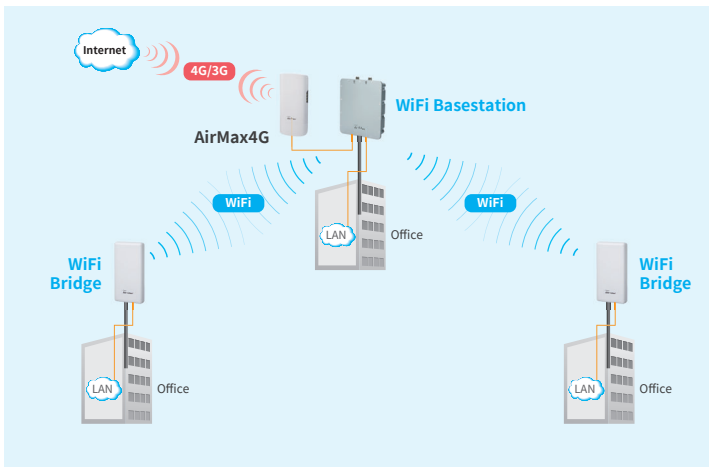 Internet
4G/3G
AirMax4G
WiFi Basestation
WiFi
WiFi
LAN
Office
WiFi
Bridge
WiFi
Bridge
LAN
Office
LAN
Office